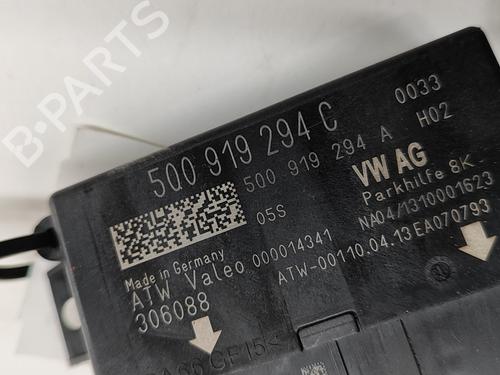 B-PARTS
0033
5Q0 919 294 C
5Q0 919 294 A H02
VW AG
05S
Parkhilfe 8K
Made in Germany
NA04/1310001623
ATW Valeo 000014341
ATW-00110.04.13EA070793
306088